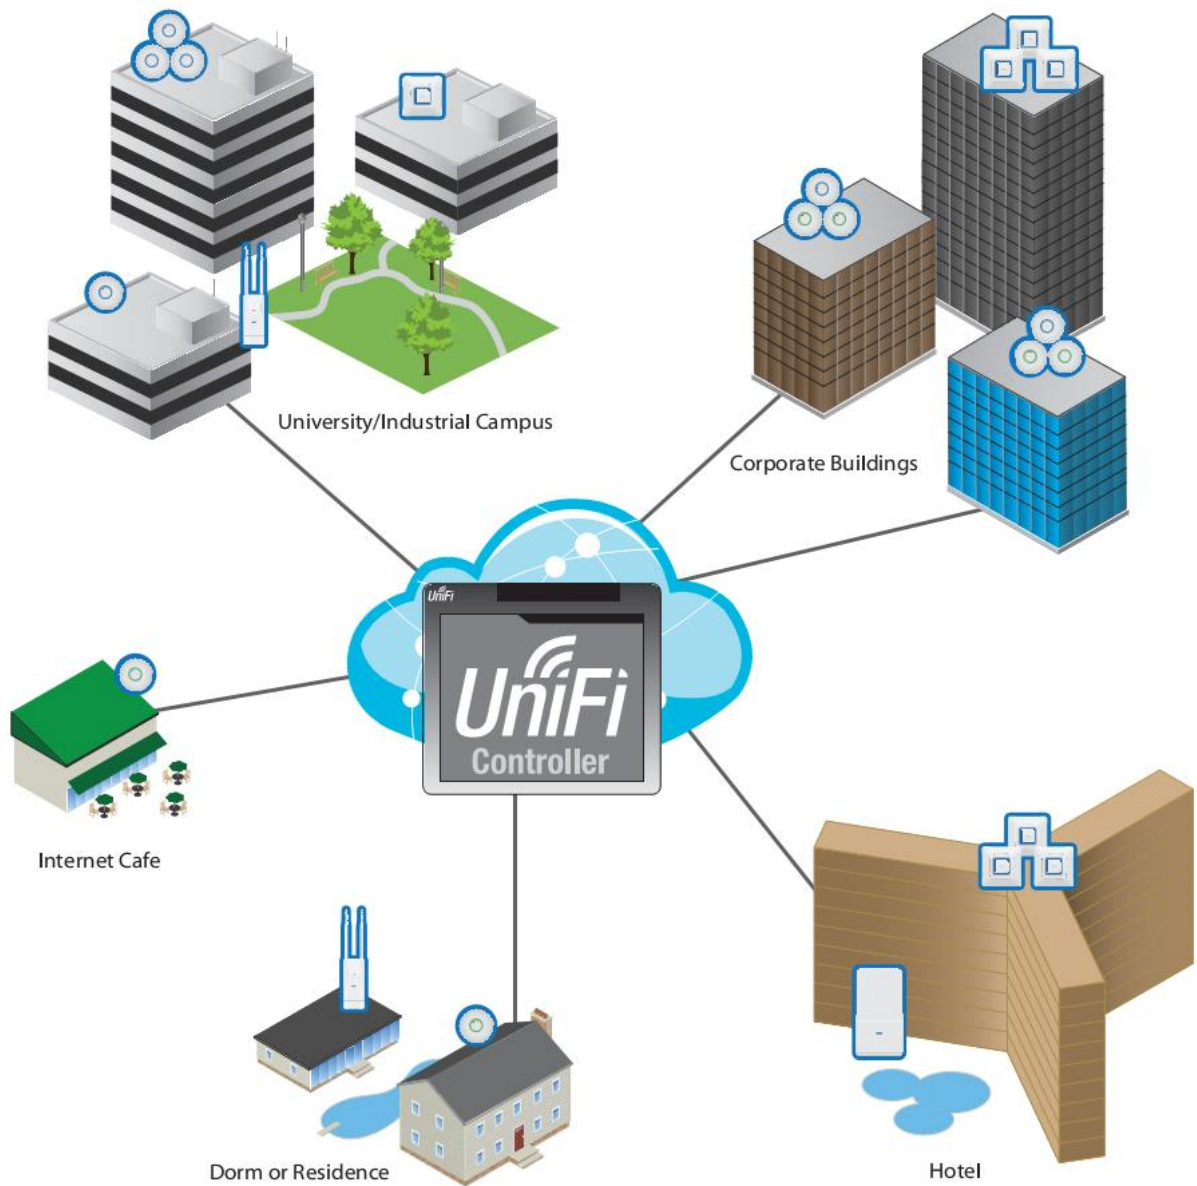 University/Industrial Campus
Corporate Buildings
UniFi
UniFi
Controller
Internet Cafe
Dorm or Residence
Hotel